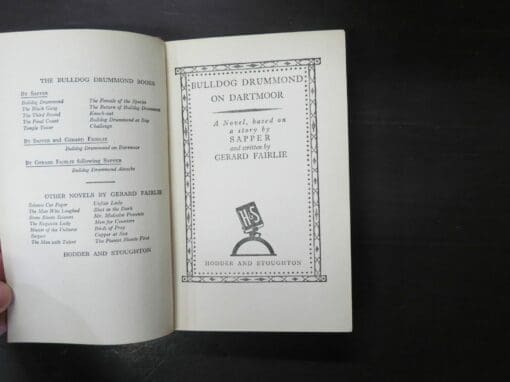 THE BULLDOG DRUMMOND BOOKS
BY SAPPER
Bulldog Drummond The Female of the Species
The Black Gang The Return of Bulldog Drummond
The Third Round Knock-out
The Final Count Bulldog Drummond at Bay
Temple Tower Challenge
BY SAPPER AND GERARD FAIRLIE
Bulldog Drummond on Dartmoor
BY GERARD FAIRLIE following SAPPER
Bulldog Drummond Attacks
OTHER NOVELS BY GERARD FAIRLIE
Scissors Cut Paper Unfair Lady
The Man Who Laughed Shot in the Dark
Stone Blunts Scissors Mr. Malcolm Presents
The Exquisite Lady Men for Counters
The Muster of the Vultures Birds of Prey
Suspect Copper at Sea
The Man with Talent The Pianist Shoots First
HODDER AND STOUGHTON
BULLDOG DRUMMOND
ON DARTMOOR
A Novel, based on
a story by
SAPPER
and written by
GERARD FAIRLIE
H&S
HODDER AND STOUGHTON